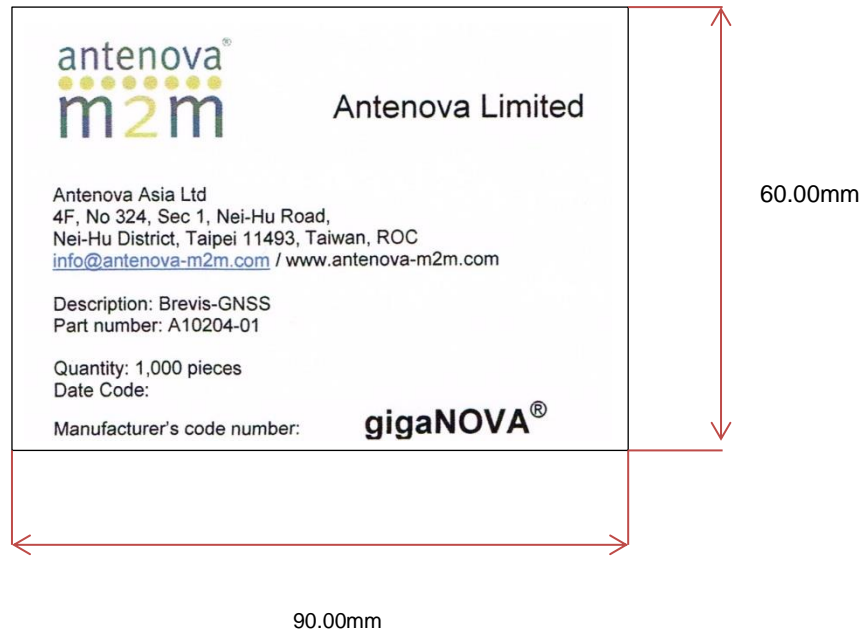 antenova®
m2m
Antenova Limited
Antenova Asia Ltd
4F, No 324, Sec 1, Nei-Hu Road,
Nei-Hu District, Taipei 11493, Taiwan, ROC
info@antenova-m2m.com / www.antenova-m2m.com
Description: Brevis-GNSS
Part number: A10204-01
Quantity: 1,000 pieces
Date Code:
Manufacturer's code number:
gigaNOVA®
60.00mm
90.00mm